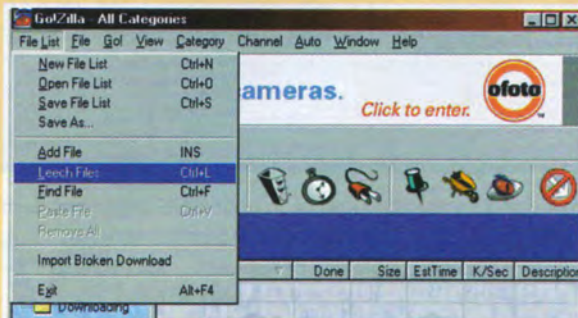 Go!Zilla - All Categories
File List File Go! View Category Channel Auto Window Help
New File List Ctrl+N
Open File List Ctrl+O
Save File List Ctrl+S
Save As...
Add File INS
Leech Files Ctrl+L
Find File Ctrl+F
Paste File Ctrl+V
Remove All
Import Broken Download
Exit Alt+F4
ameras.
Click to enter.
ofoto
Done Size EstTime K/Sec Description
Downloading